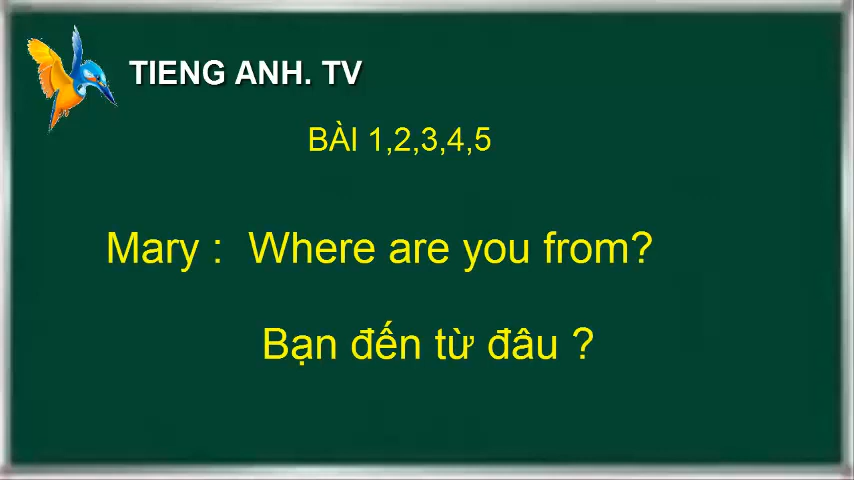 TIENG ANH. TV
BÀI 1,2,3,4,5
Mary :  Where are you from?
Bạn đến từ đâu ?